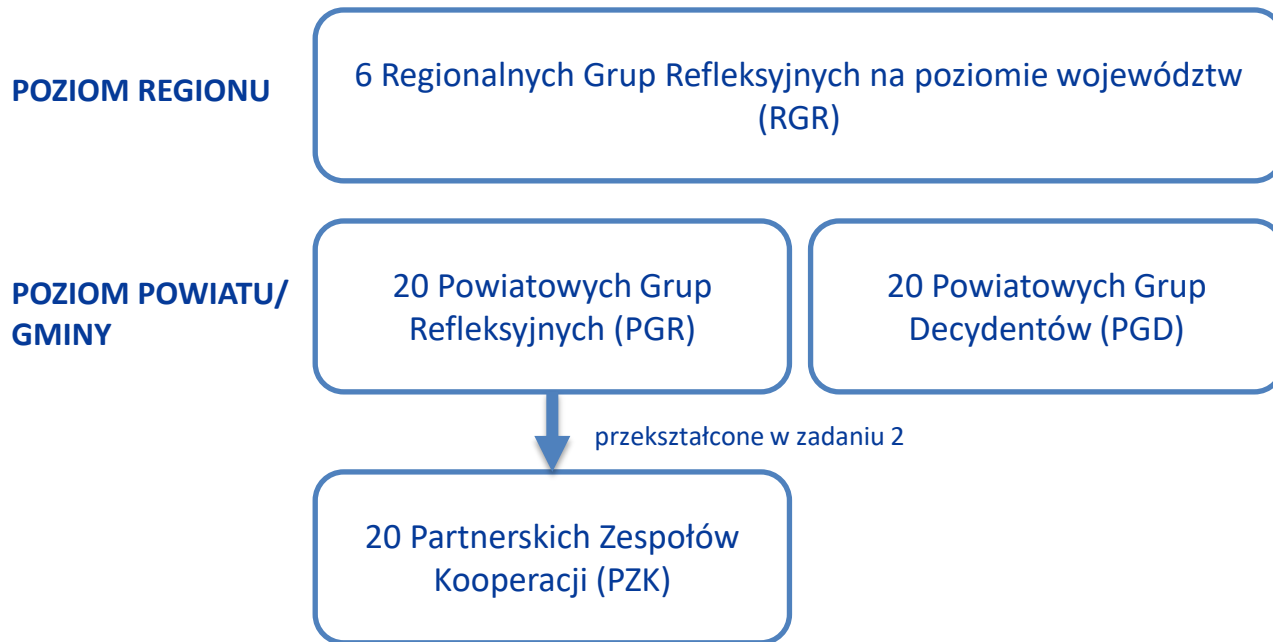 POZIOM REGIONU
6 Regionalnych Grup Refleksyjnych na poziomie województw
(RGR)
POZIOM POWIATU/
GMINY
20 Powiatowych Grup
Refleksyjnych (PGR)
20 Powiatowych Grup
Decydentów (PGD)
przekształcone w zadaniu 2
20 Partnerskich Zespołów
Kooperacji (PZK)